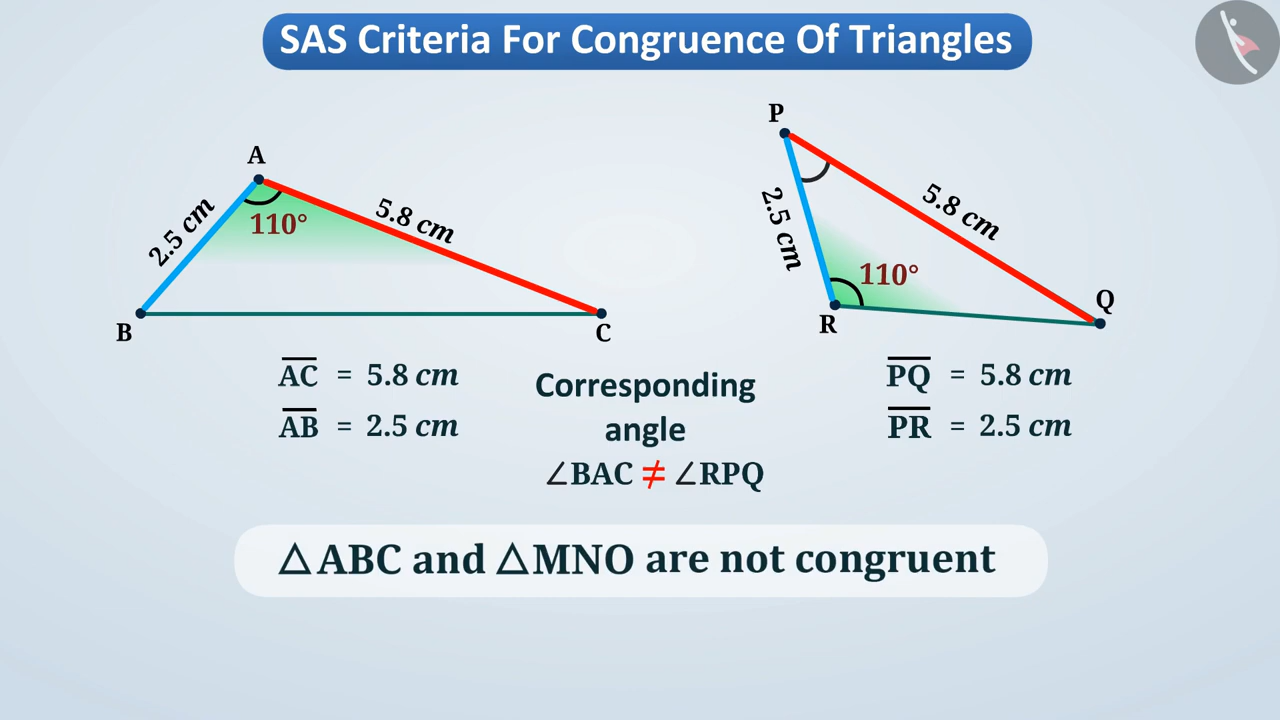 SAS Criteria For Congruence Of Triangles
A
2.5 cm
110°
5.8 cm
B
C
P
2.5 cm
5.8 cm
110°
R
Q
AC = 5.8 cm
AB = 2.5 cm
Corresponding
angle
∠BAC ≠ ∠RPQ
PQ = 5.8 cm
PR = 2.5 cm
△ABC and △MNO are not congruent